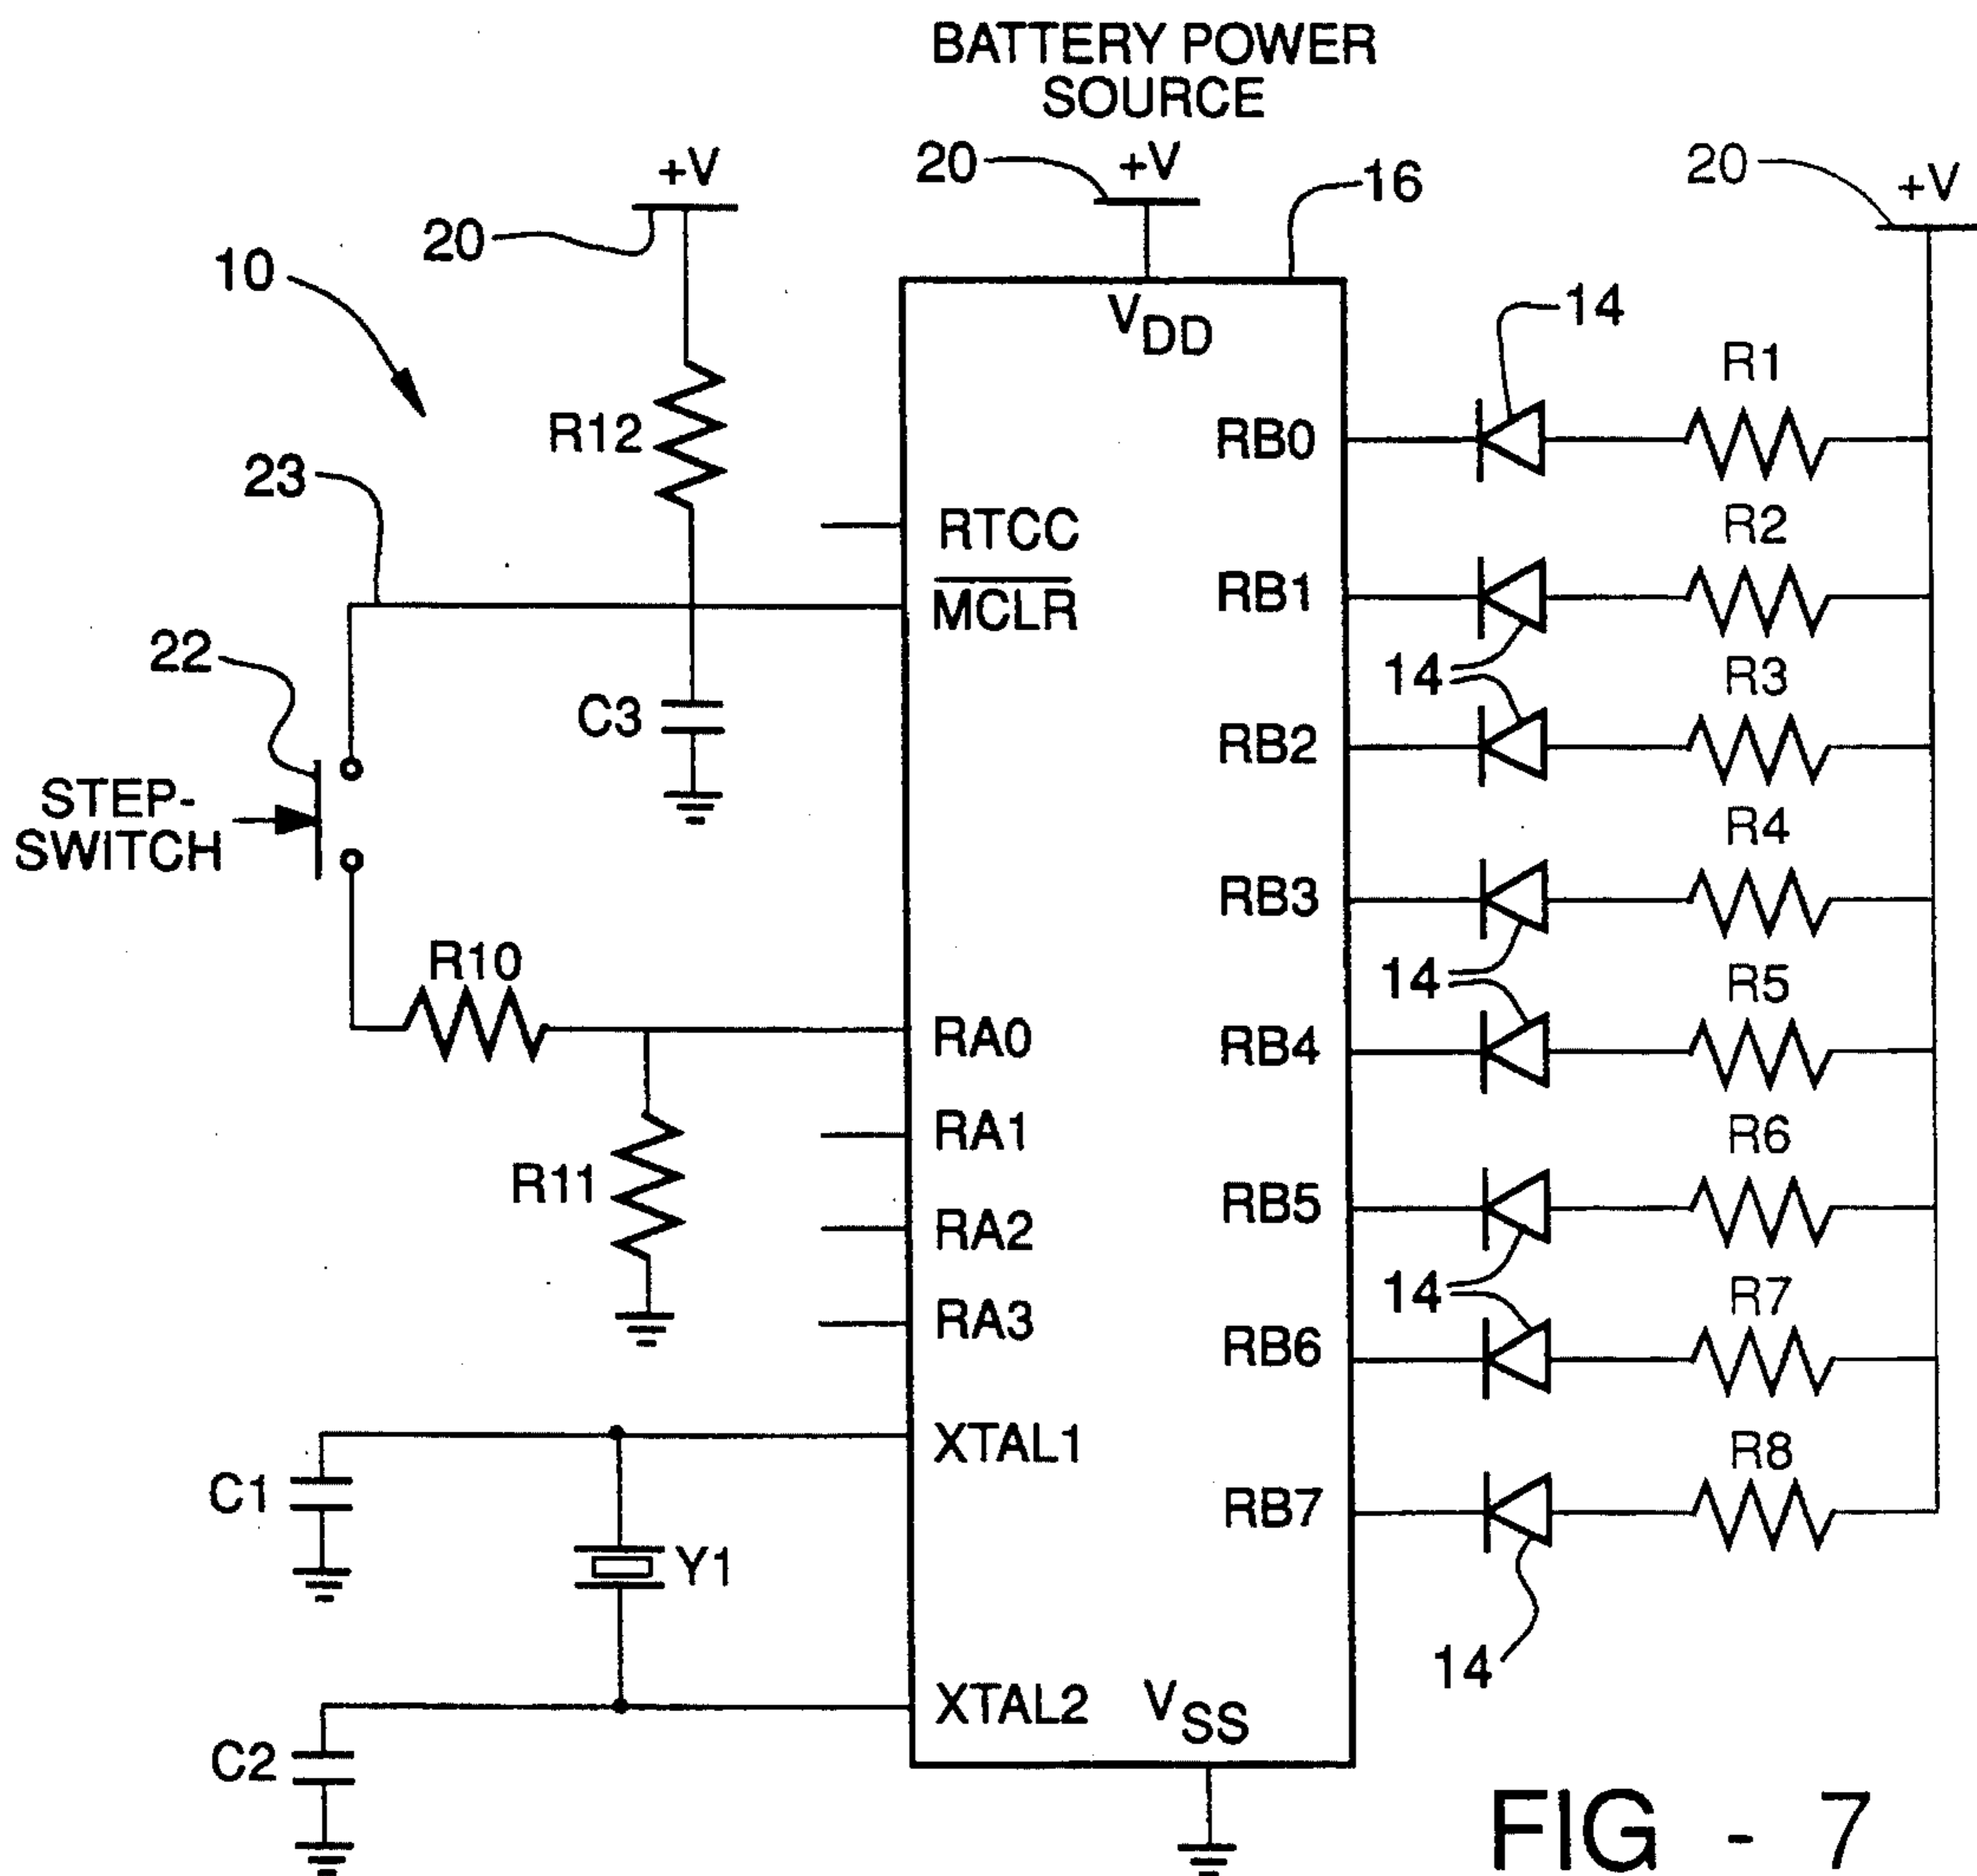 BATTERY POWER
SOURCE
+V
20
+V
20
16
+V
20
10
VDD
14
R1
R12
RB0
23
RTCC
R2
MCLR
RB1
22
14
R3
C3
RB2
STEP-
SWITCH
R4
RB3
R10
14
R5
RA0
RB4
RA1
R6
R11
RB5
RA2
14
R7
RA3
RB6
XTAL1
R8
C1
RB7
Y1
14
XTAL2
VSS
C2
FIG - 7